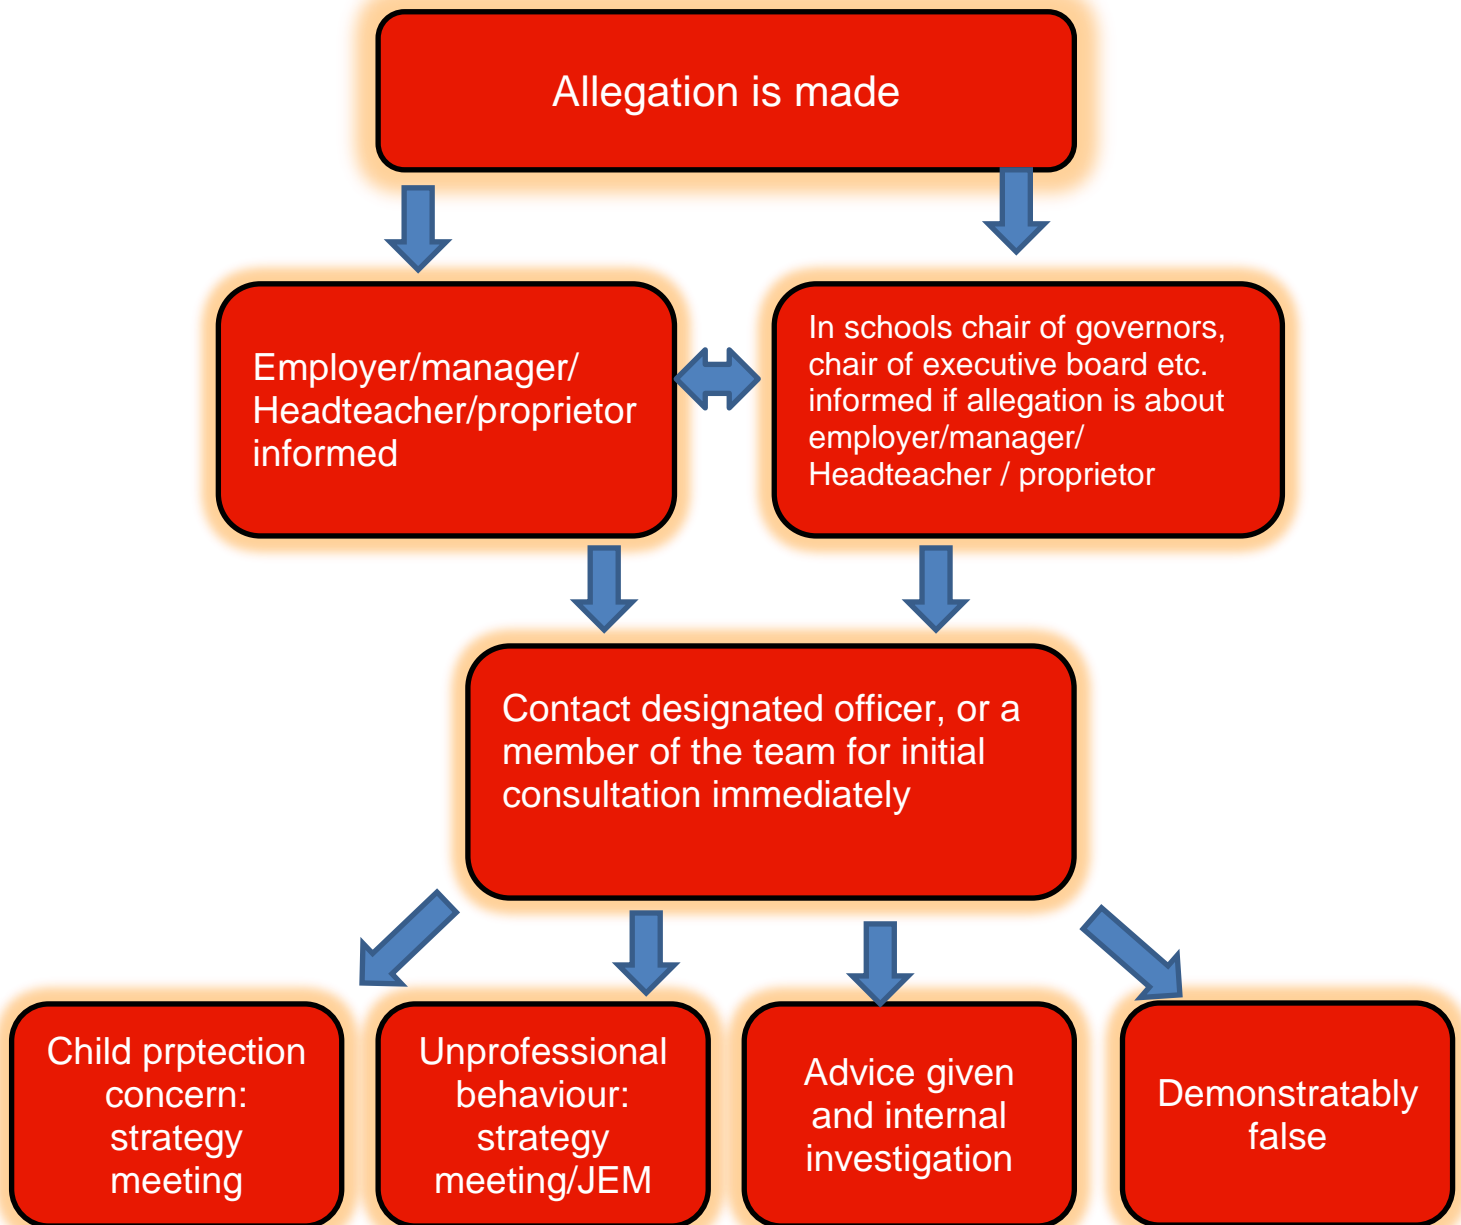 Allegation is made
Employer/manager/
Headteacher/proprietor
informed
In schools chair of governors,
chair of executive board etc.
informed if allegation is about
employer/manager/
Headteacher / proprietor
Contact designated officer, or a
member of the team for initial
consultation immediately
Child prptection
concern:
strategy
meeting
Unprofessional
behaviour:
strategy
meeting/JEM
Advice given
and internal
investigation
Demonstratably
false